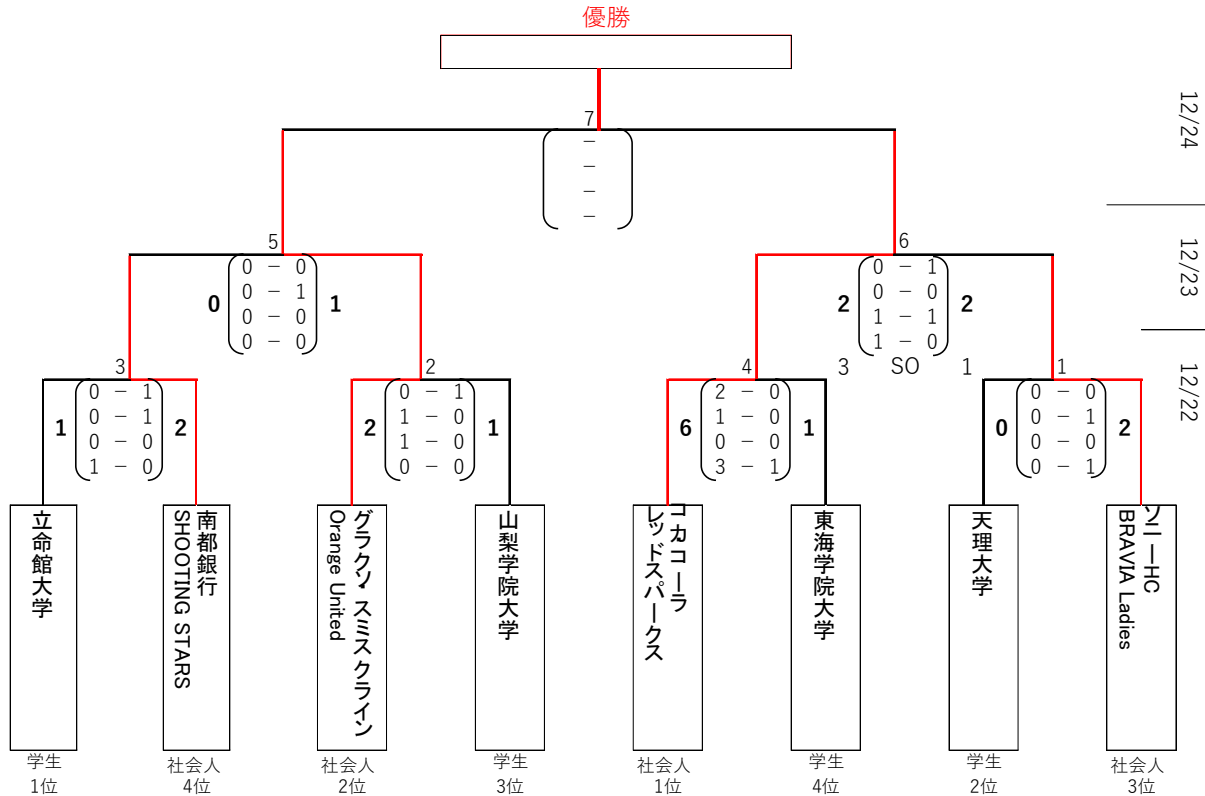 優勝
7
－
－
－
－
12/24
5
0 － 0
0 － 1
0 － 0
0 － 0
0
1
6
0 － 1
0 － 0
1 － 1
1 － 0
2
2
3 SO 1
12/23
3
0 － 1
0 － 1
0 － 0
1 － 0
1
2
2
0 － 1
1 － 0
1 － 0
0 － 0
2
1
4
2 － 0
1 － 0
0 － 0
3 － 1
6
1
1
0 － 0
0 － 1
0 － 0
0 － 1
0
2
12/22
立命館大学
南都銀行
SHOOTING STARS
グラクソ・スミスクライン
Orange United
山梨学院大学
コカ・コーラ
レッドスパークス
東海学院大学
天理大学
ソニーHC
BRAVIA Ladies
学生
1位
社会人
4位
社会人
2位
学生
3位
社会人
1位
学生
4位
学生
2位
社会人
3位